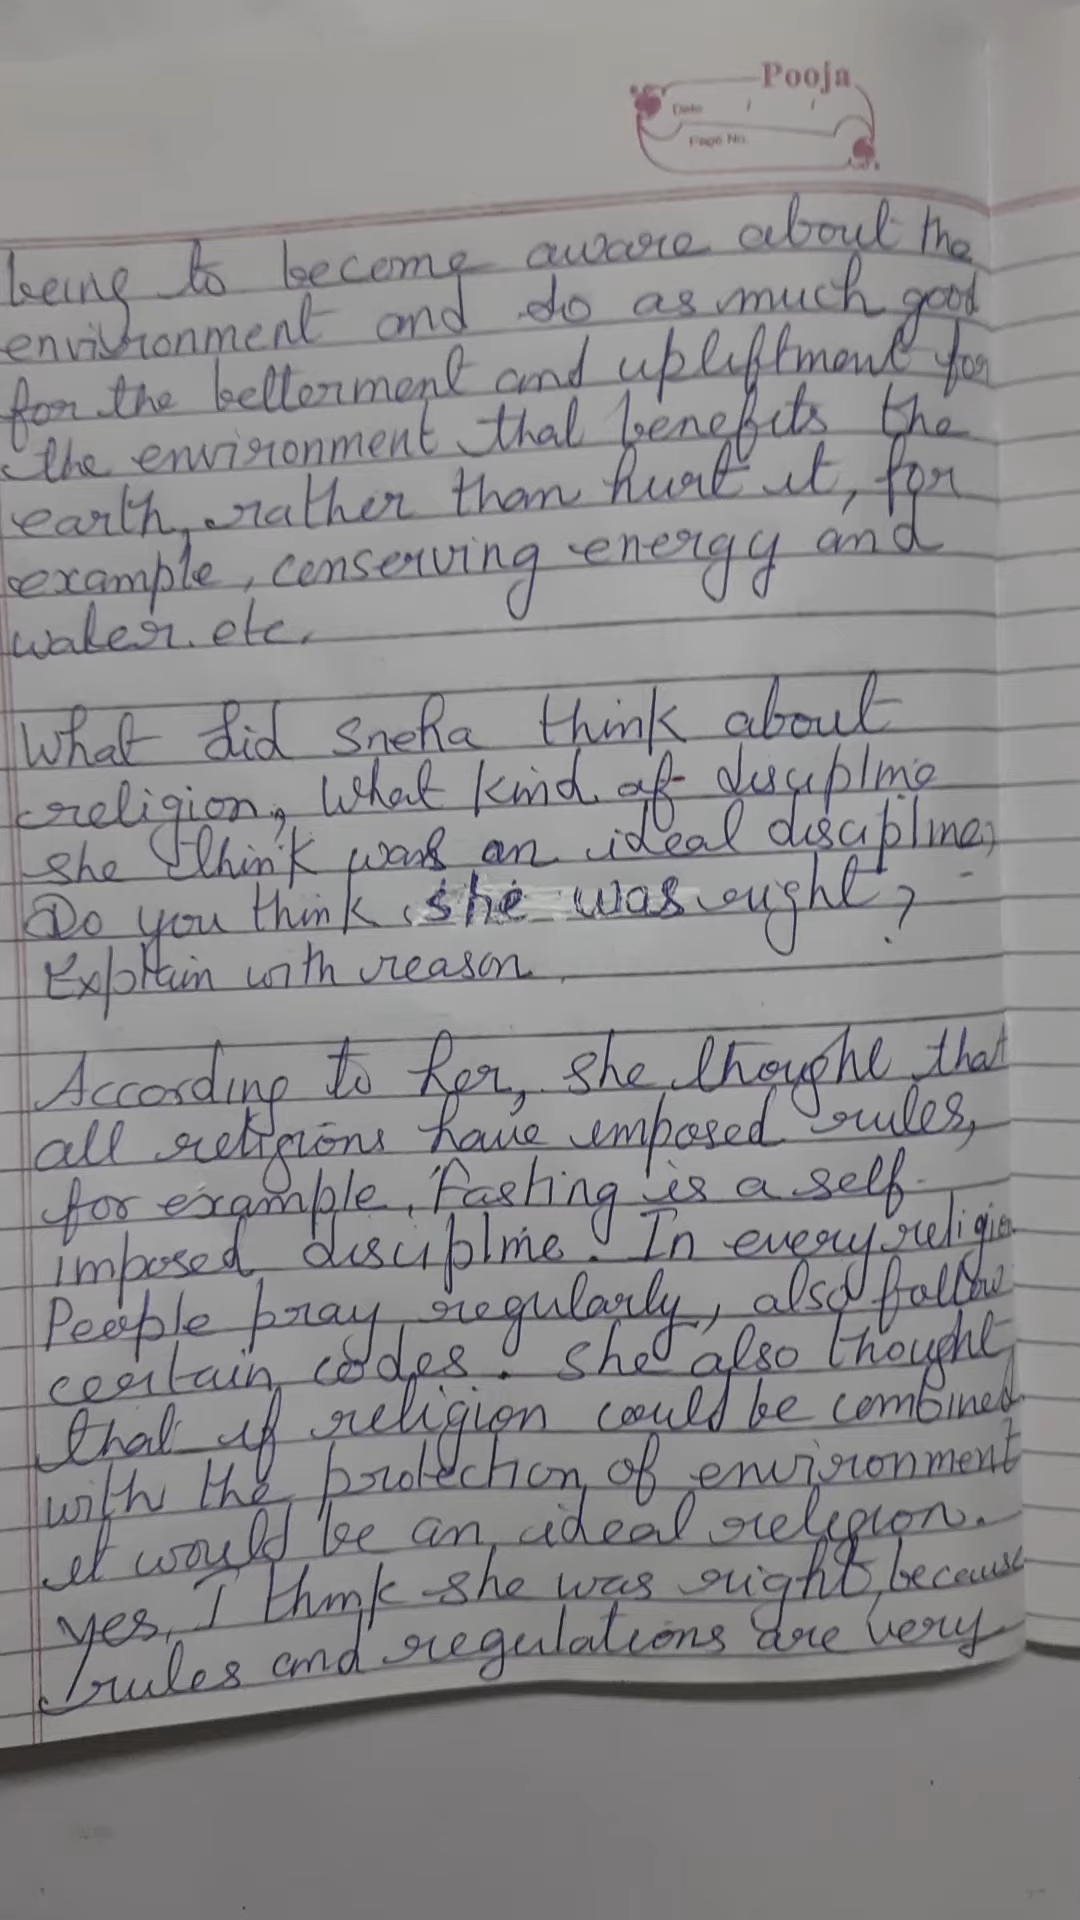 Pooja
Date / /
Page No.
being to become aware about the
environment and do as much good
for the betterment and upliftment for
the environment that benefits the
earth, rather than hurt it, for
example, conserving energy and
water. etc.
What did Sneha think about
religion, What kind of discipline
she think was an ideal discipline,
Do you think she was right?
Explain with reason.
According to her, she thought that
all religions have imposed rules,
for example, Fasting is a self-
imposed discipline. In every religion
People pray regularly, also follow
certain codes. she also thought
that if religion could be combined
with the protection of environment
it would be an ideal religion.
yes, I think she was right, because
rules and regulations are very